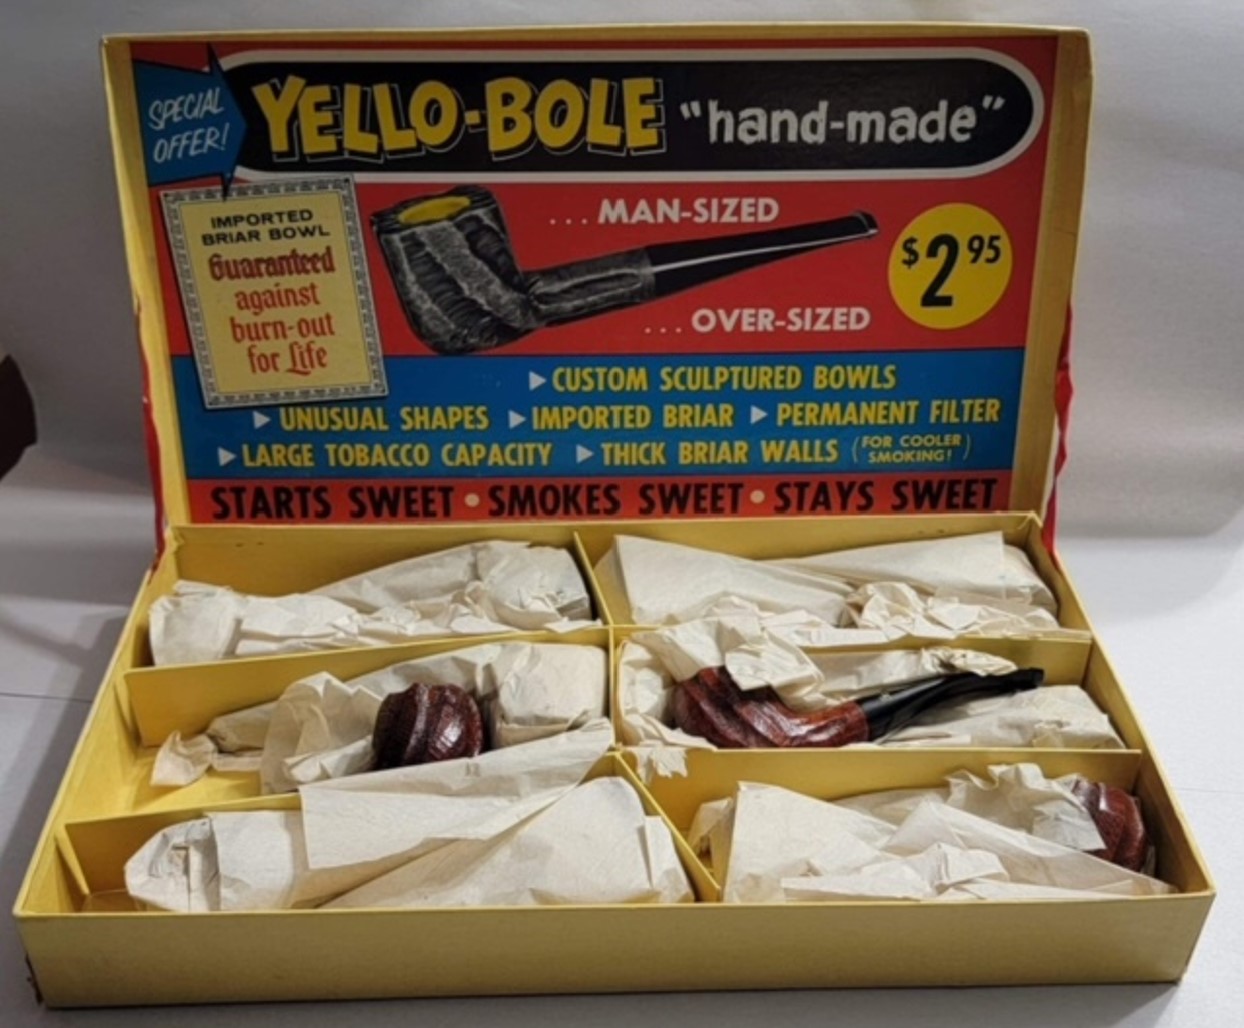 SPECIAL
OFFER!
YELLO-BOLE "hand-made"
IMPORTED
BRIAR BOWL
Guaranteed
against
burn-out
for Life
... MAN-SIZED
$2.95
... OVER-SIZED
▶ CUSTOM SCULPTURED BOWLS
▶ UNUSUAL SHAPES ▶ IMPORTED BRIAR ▶ PERMANENT FILTER
▶ LARGE TOBACCO CAPACITY ▶ THICK BRIAR WALLS (FOR COOLER
SMOKING!)
STARTS SWEET • SMOKES SWEET • STAYS SWEET